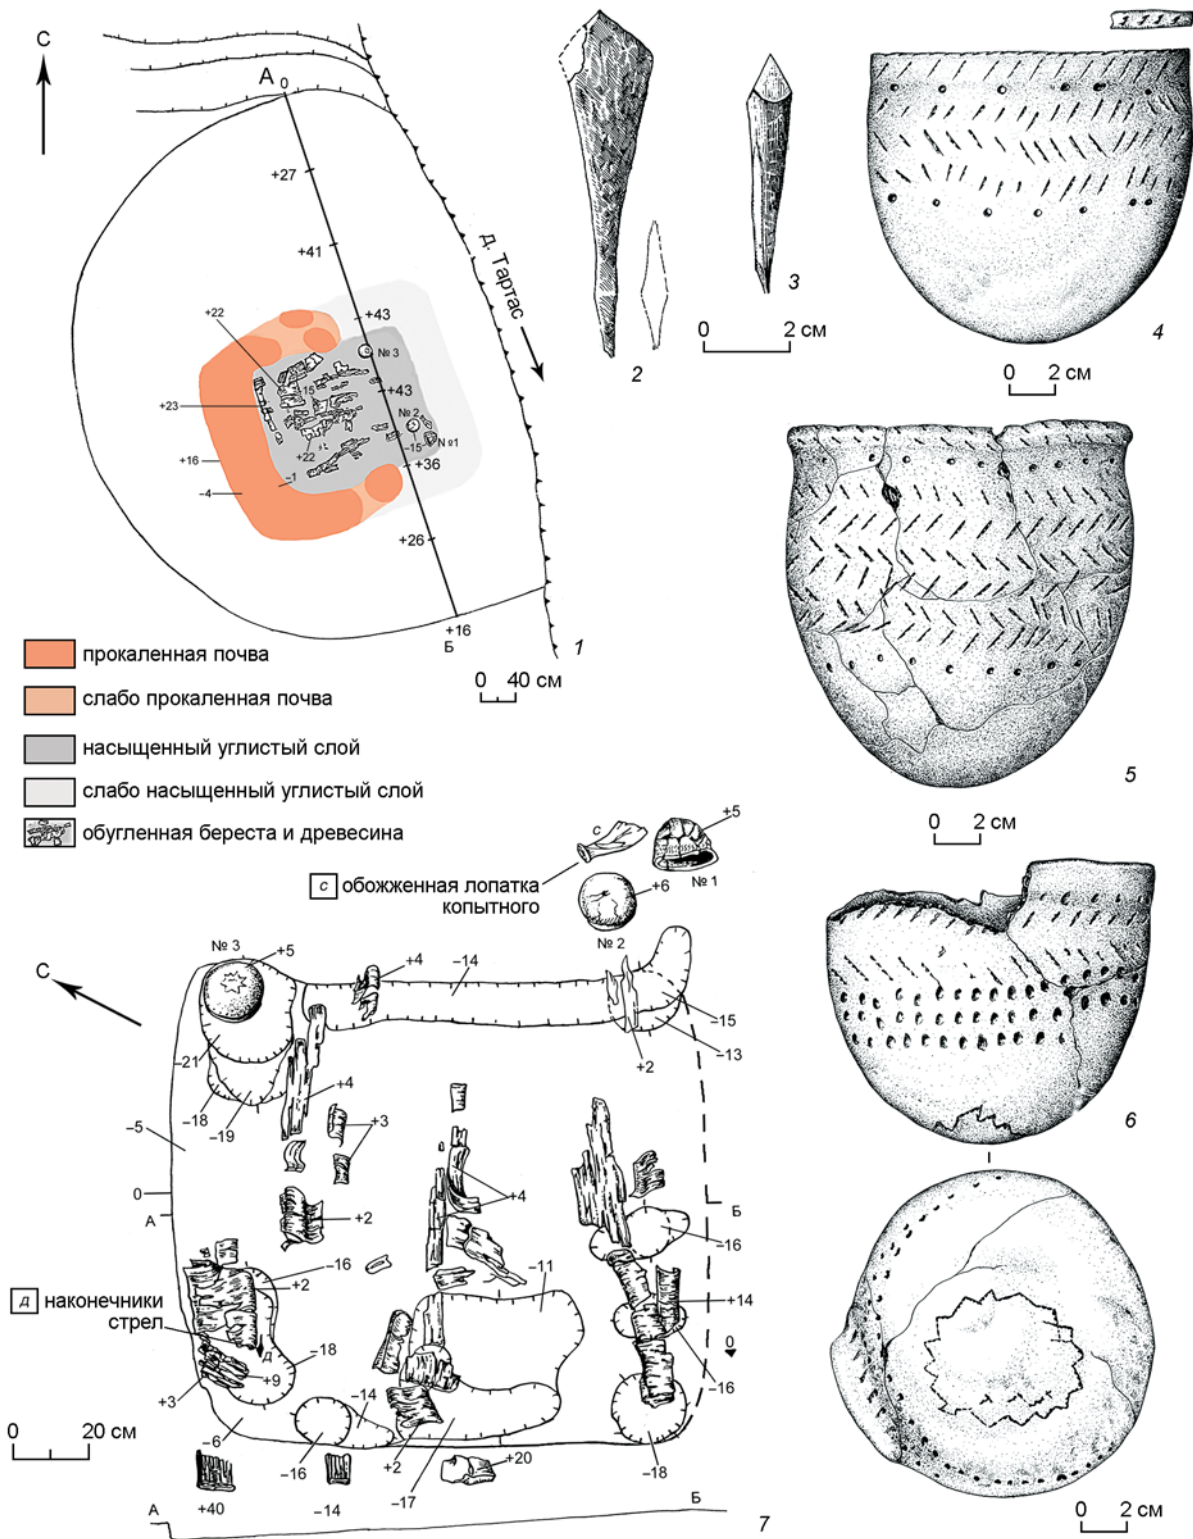 С
А
0
+27
+41
д. Тартас
+22
+43
№ 3
–15
+43
+23
№ 2
+22
–15
№1
+16
–1
+36
–4
+26
+16
Б
1
0 40 см
2
3
0 2 см
4
0 2 см
прокаленная почва
слабо прокаленная почва
насыщенный углистый слой
слабо насыщенный углистый слой
обугленная береста и древесина
5
0 2 см
с
+5
с обожженная лопатка
копытного
+6
№ 1
№ 2
С
№ 3
+5
+4
–14
–15
–13
–21
+2
–18
–19
+4
+3
–5
0
А
+4
+2
Б
–16
–16
+2
–11
+14
д наконечники
стрел
д
–18
0
+3
+9
–14
–16
0 20 см
–6
–16
+2
–17
+20
–18
+40
–14
А
Б
7
6
0 2 см